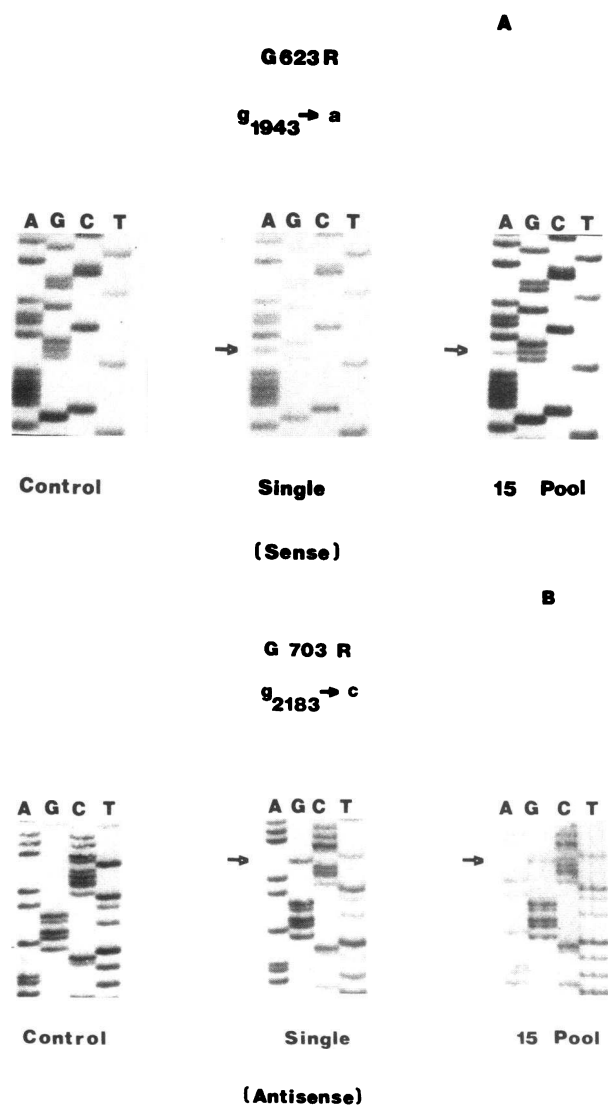 A
G623R
g1943→ a
A G C T A G C T A G C T
Control Single 15 Pool
(Sense)
B
G 703 R
g2183→ c
A G C T A G C T A G C T
Control Single 15 Pool
(Antisense)